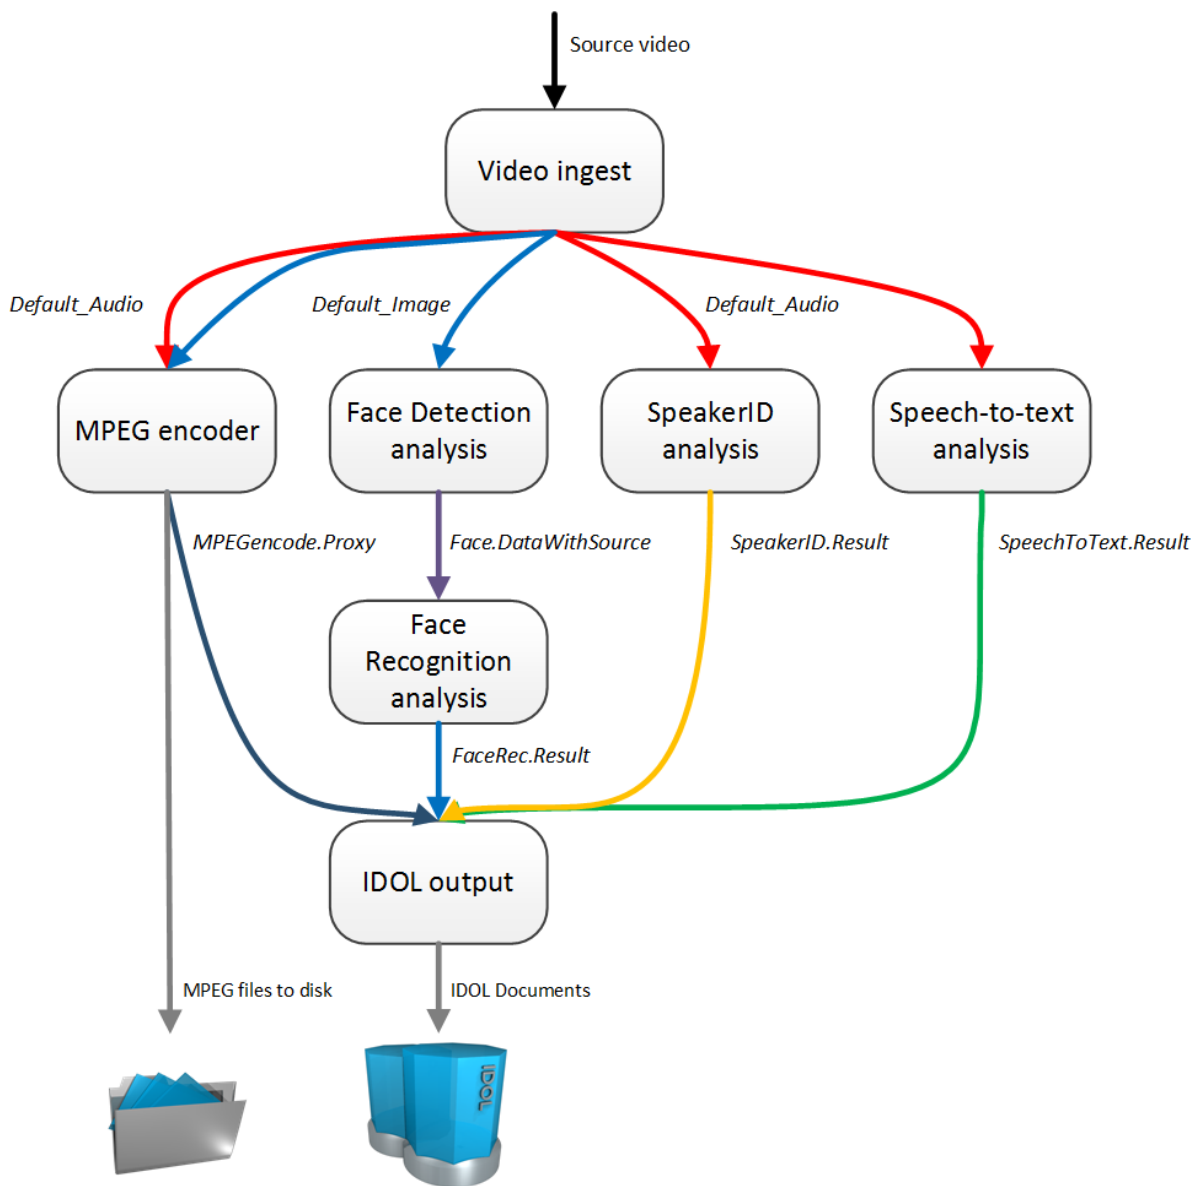 Source video
Video ingest
Default_Audio
Default_Image
Default_Audio
MPEG encoder
Face Detection
analysis
SpeakerID
analysis
Speech-to-text
analysis
MPEGencode.Proxy
Face.DataWithSource
SpeakerID.Result
SpeechToText.Result
Face
Recognition
analysis
FaceRec.Result
IDOL output
MPEG files to disk
IDOL Documents
IDOL